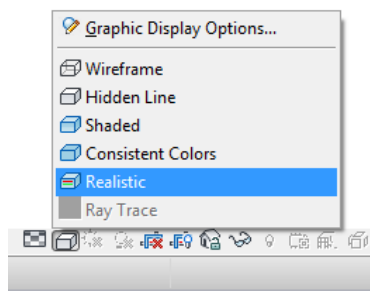 Graphic Display Options...
Wireframe
Hidden Line
Shaded
Consistent Colors
Realistic
Ray Trace